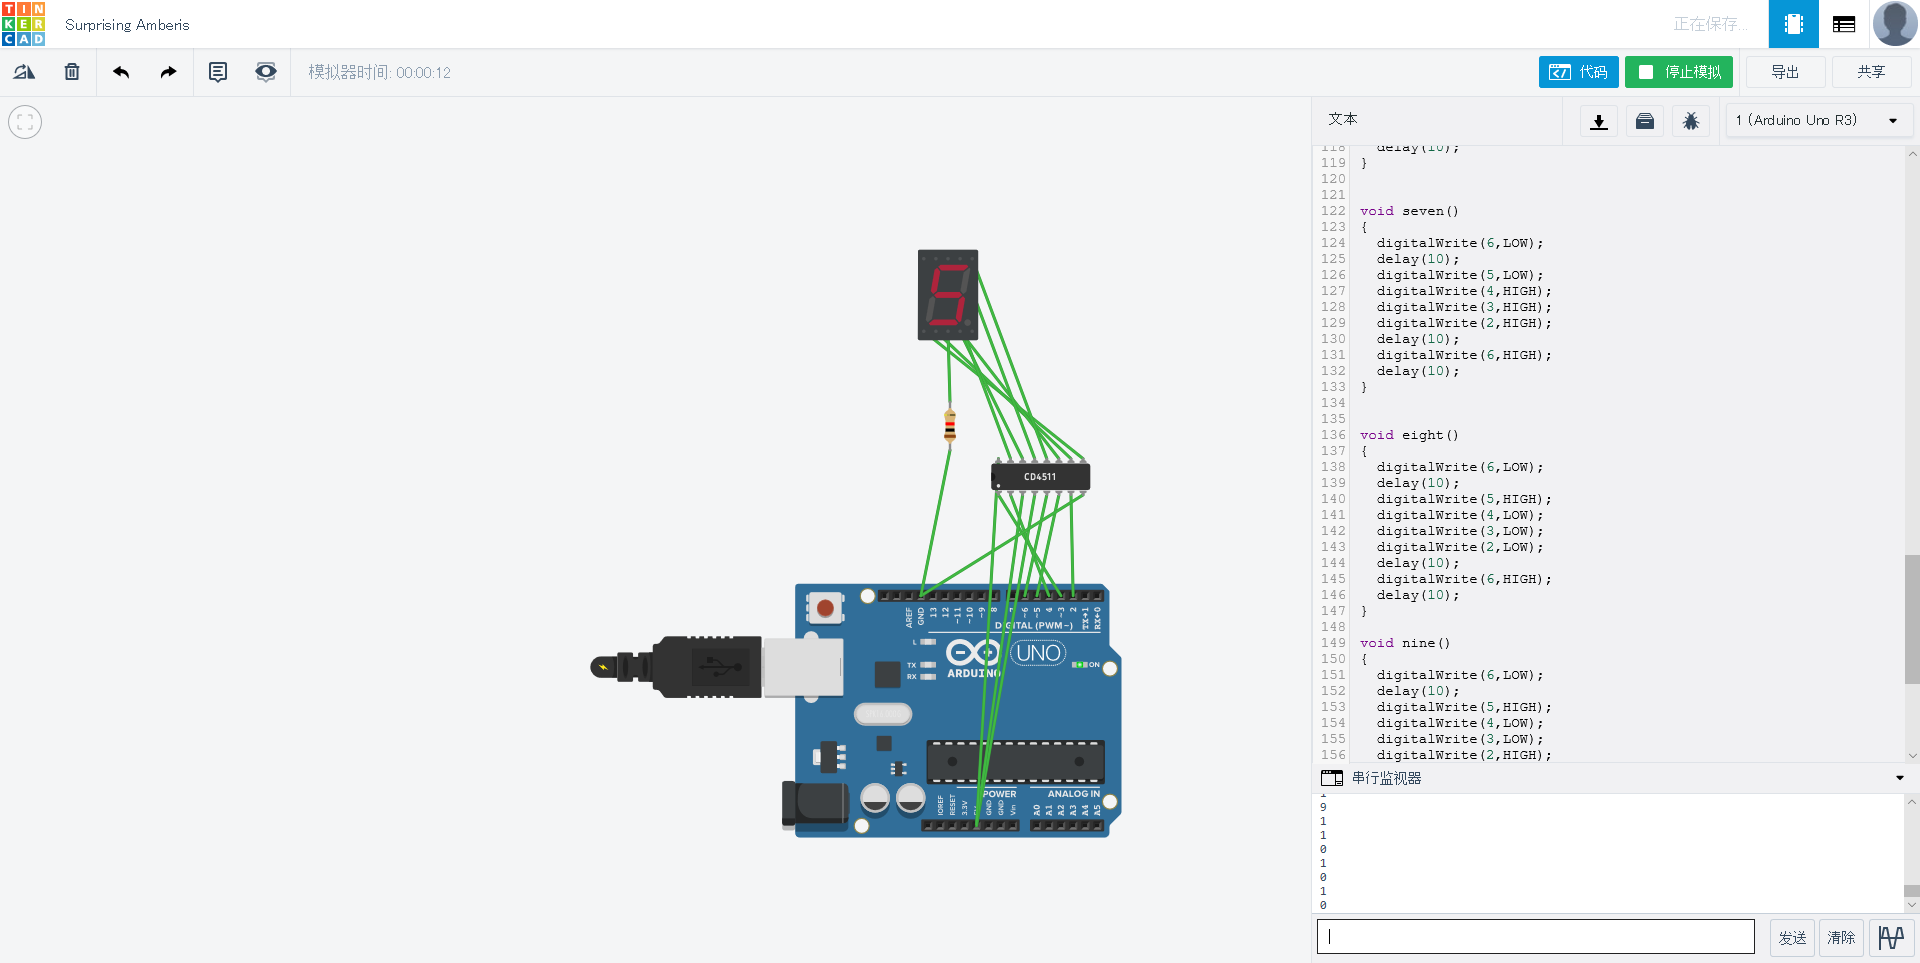 TINKERCAD
Surprising Amberis
正在保存...
模拟器时间: 00:00:12
代码
停止模拟
导出
共享
文本
1 (Arduino Uno R3)
118 delay(10);
119 }
120
121
122 void seven()
123 {
124 digitalWrite(6,LOW);
125 delay(10);
126 digitalWrite(5,LOW);
127 digitalWrite(4,HIGH);
128 digitalWrite(3,HIGH);
129 digitalWrite(2,HIGH);
130 delay(10);
131 digitalWrite(6,HIGH);
132 delay(10);
133 }
134
135
136 void eight()
137 {
138 digitalWrite(6,LOW);
139 delay(10);
140 digitalWrite(5,HIGH);
141 digitalWrite(4,LOW);
142 digitalWrite(3,LOW);
143 digitalWrite(2,LOW);
144 delay(10);
145 digitalWrite(6,HIGH);
146 delay(10);
147 }
148
149 void nine()
150 {
151 digitalWrite(6,LOW);
152 delay(10);
153 digitalWrite(5,HIGH);
154 digitalWrite(4,LOW);
155 digitalWrite(3,LOW);
156 digitalWrite(2,HIGH);
串行监视器
9
1
1
0
1
0
1
0
发送
清除
5
CD4511
AREF
GND
13
12
~11
~10
~9
8
~6
~5
4
~3
2
TX→1
RX←0
DIGITAL (PWM~)
L
TX
RX
ARDUINO
UNO
ON
IOREF
RESET
3.3V
GND
GND
Vin
POWER
ANALOG IN
A0
A1
A2
A3
A4
A5